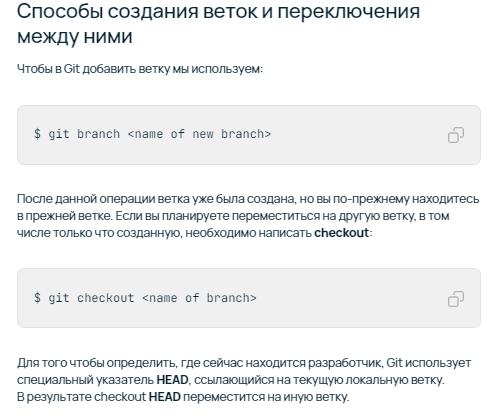 Способы создания веток и переключения
между ними
Чтобы в Git добавить ветку мы используем:
$ git branch <name of new branch>
После данной операции ветка уже была создана, но вы по-прежнему находитесь
в прежней ветке. Если вы планируете переместиться на другую ветку, в том
числе только что созданную, необходимо написать checkout:
$ git checkout <name of branch>
Для того чтобы определить, где сейчас находится разработчик, Git использует
специальный указатель HEAD, ссылающийся на текущую локальную ветку.
В результате checkout HEAD переместится на иную ветку.